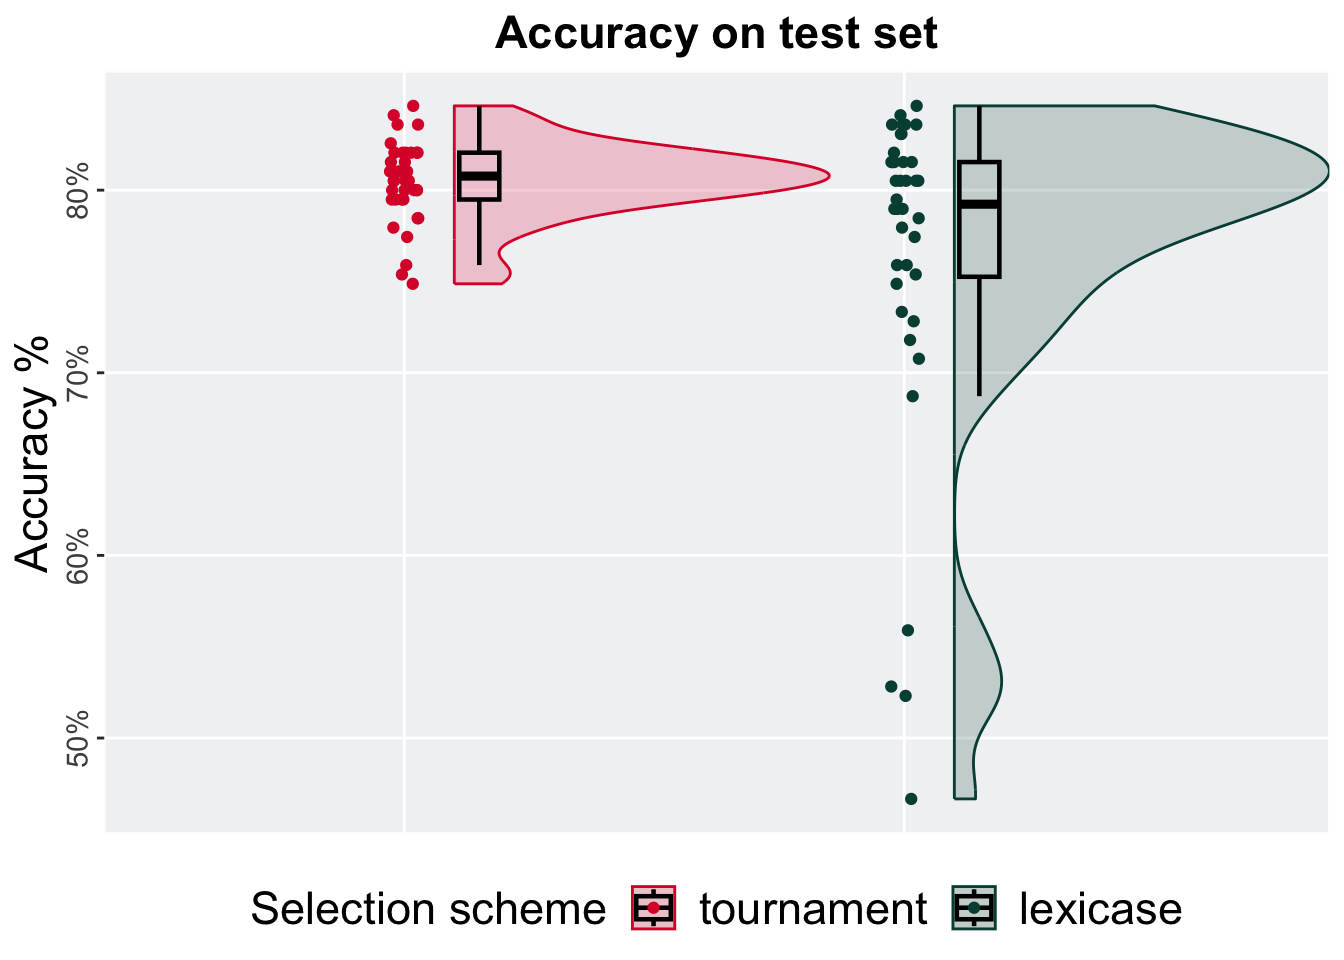 Accuracy on test set
Accuracy %
80%
70%
60%
50%
Selection scheme tournament lexicase